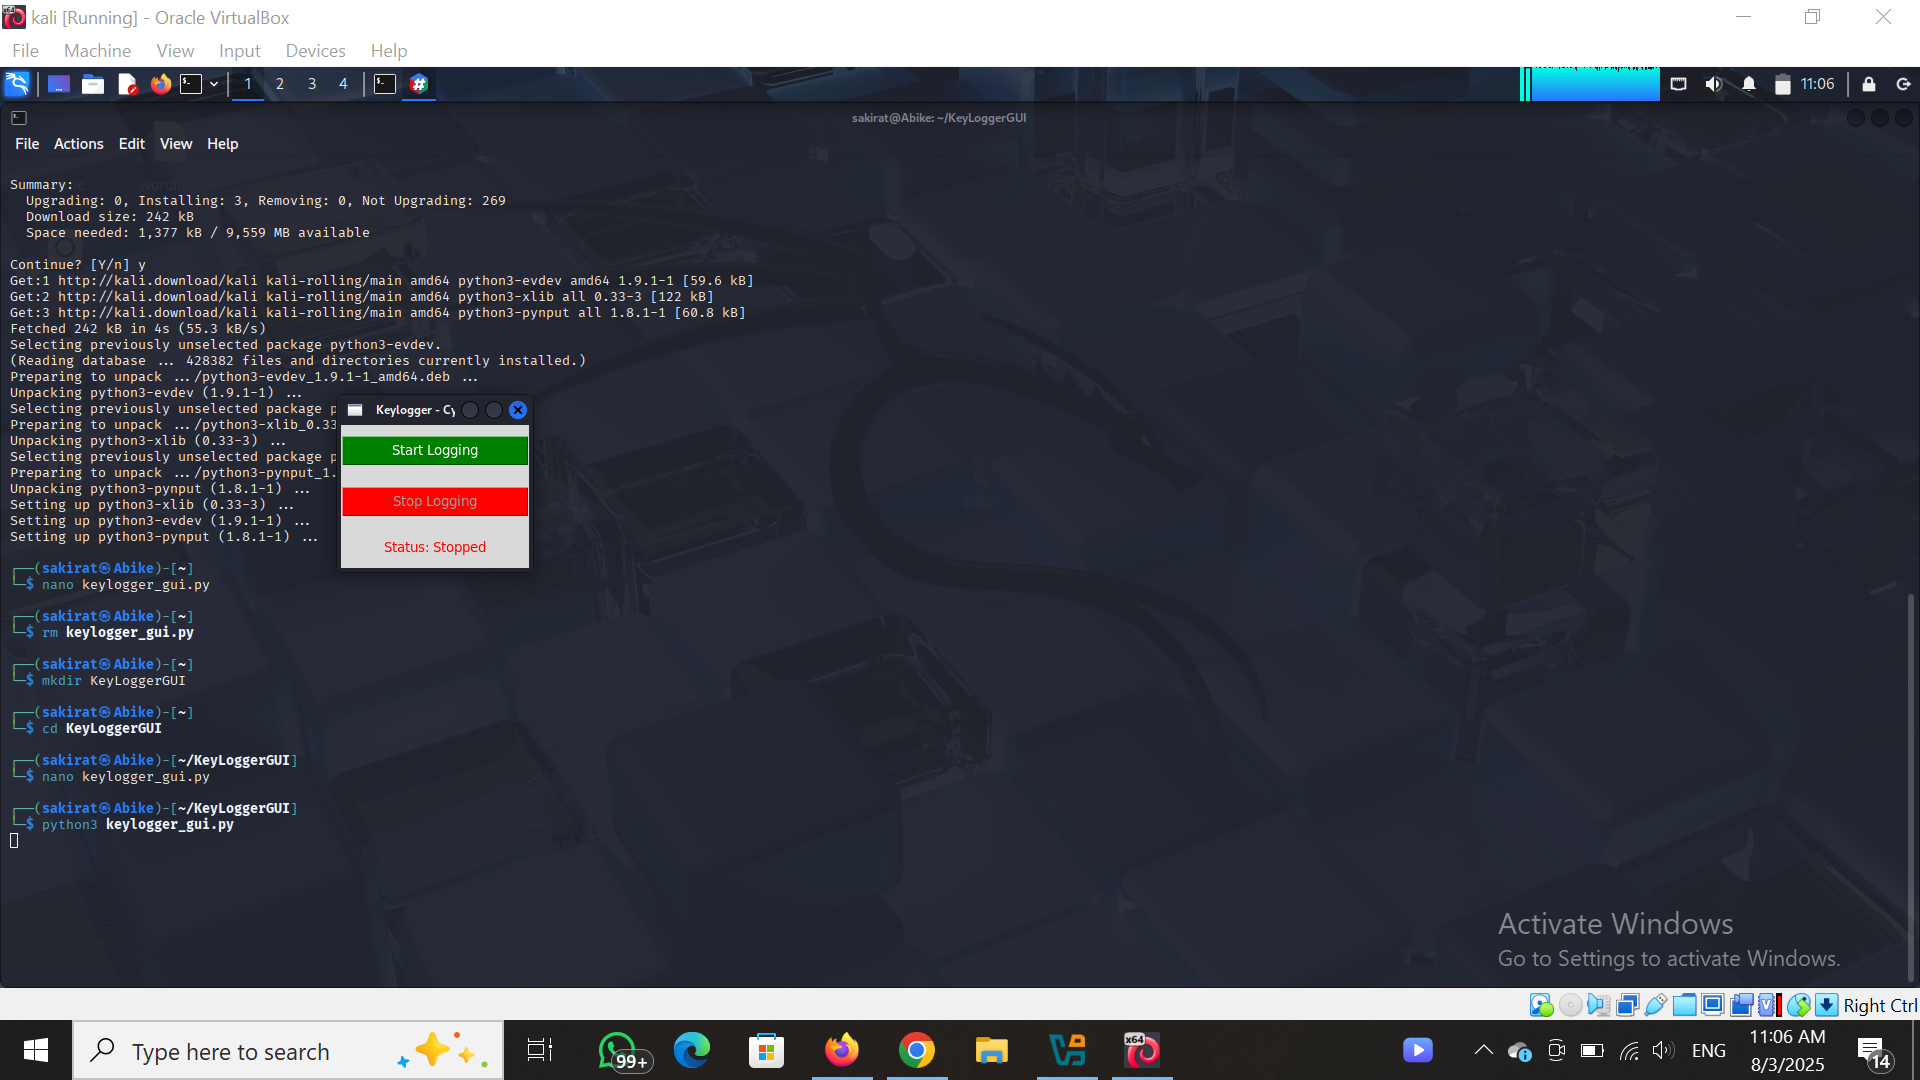 kali [Running] - Oracle VirtualBox
File Machine View Input Devices Help
1 2 3 4
11:06
sakirat@Abike: ~/KeyLoggerGUI
File Actions Edit View Help
Summary:
Upgrading: 0, Installing: 3, Removing: 0, Not Upgrading: 269
Download size: 242 kB
Space needed: 1,377 kB / 9,559 MB available
Continue? [Y/n] y
Get:1 http://kali.download/kali kali-rolling/main amd64 python3-evdev amd64 1.9.1-1 [59.6 kB]
Get:2 http://kali.download/kali kali-rolling/main amd64 python3-xlib all 0.33-3 [122 kB]
Get:3 http://kali.download/kali kali-rolling/main amd64 python3-pynput all 1.8.1-1 [60.8 kB]
Fetched 242 kB in 4s (55.3 kB/s)
Selecting previously unselected package python3-evdev.
(Reading database ... 428382 files and directories currently installed.)
Preparing to unpack .../python3-evdev_1.9.1-1_amd64.deb ...
Unpacking python3-evdev (1.9.1-1) ...
Selecting previously unselected package p
Preparing to unpack .../python3-xlib_0.33
Unpacking python3-xlib (0.33-3) ...
Selecting previously unselected package p
Preparing to unpack .../python3-pynput_1.
Unpacking python3-pynput (1.8.1-1) ...
Setting up python3-xlib (0.33-3) ...
Setting up python3-evdev (1.9.1-1) ...
Setting up python3-pynput (1.8.1-1) ...
Keylogger - Cy
Start Logging
Stop Logging
Status: Stopped
┌──(sakirat㉿Abike)-[~]
└─$ nano keylogger_gui.py
┌──(sakirat㉿Abike)-[~]
└─$ rm keylogger_gui.py
┌──(sakirat㉿Abike)-[~]
└─$ mkdir KeyLoggerGUI
┌──(sakirat㉿Abike)-[~]
└─$ cd KeyLoggerGUI
┌──(sakirat㉿Abike)-[~/KeyLoggerGUI]
└─$ nano keylogger_gui.py
┌──(sakirat㉿Abike)-[~/KeyLoggerGUI]
└─$ python3 keylogger_gui.py
Activate Windows
Go to Settings to activate Windows.
Right Ctrl
Type here to search
99+
x64
ENG
11:06 AM
8/3/2025
14